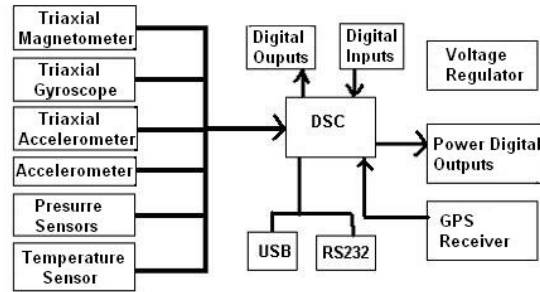 Triaxial
Magnetometer
Triaxial
Gyroscope
Triaxial
Accelerometer
Accelerometer
Presurre
Sensors
Temperature
Sensor
Digital
Ouputs
Digital
Inputs
DSC
USB
RS232
Voltage
Regulator
Power Digital
Outputs
GPS
Receiver